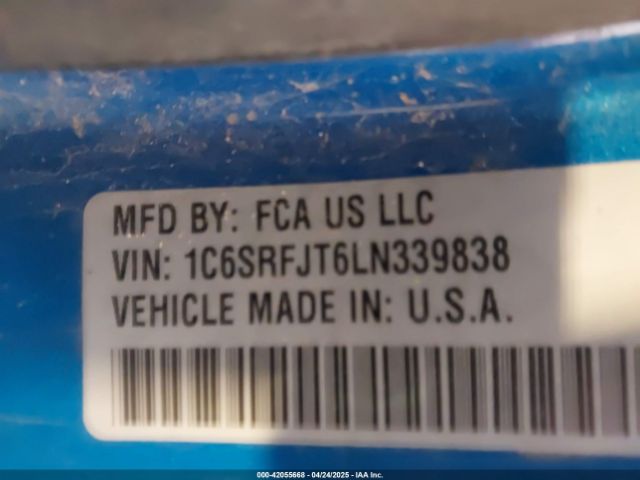 MFD BY: FCA US LLC
VIN: 1C6SRFJT6LN339838
VEHICLE MADE IN: U.S.A.
000-42055668 - 04/24/2025 - IAA Inc.